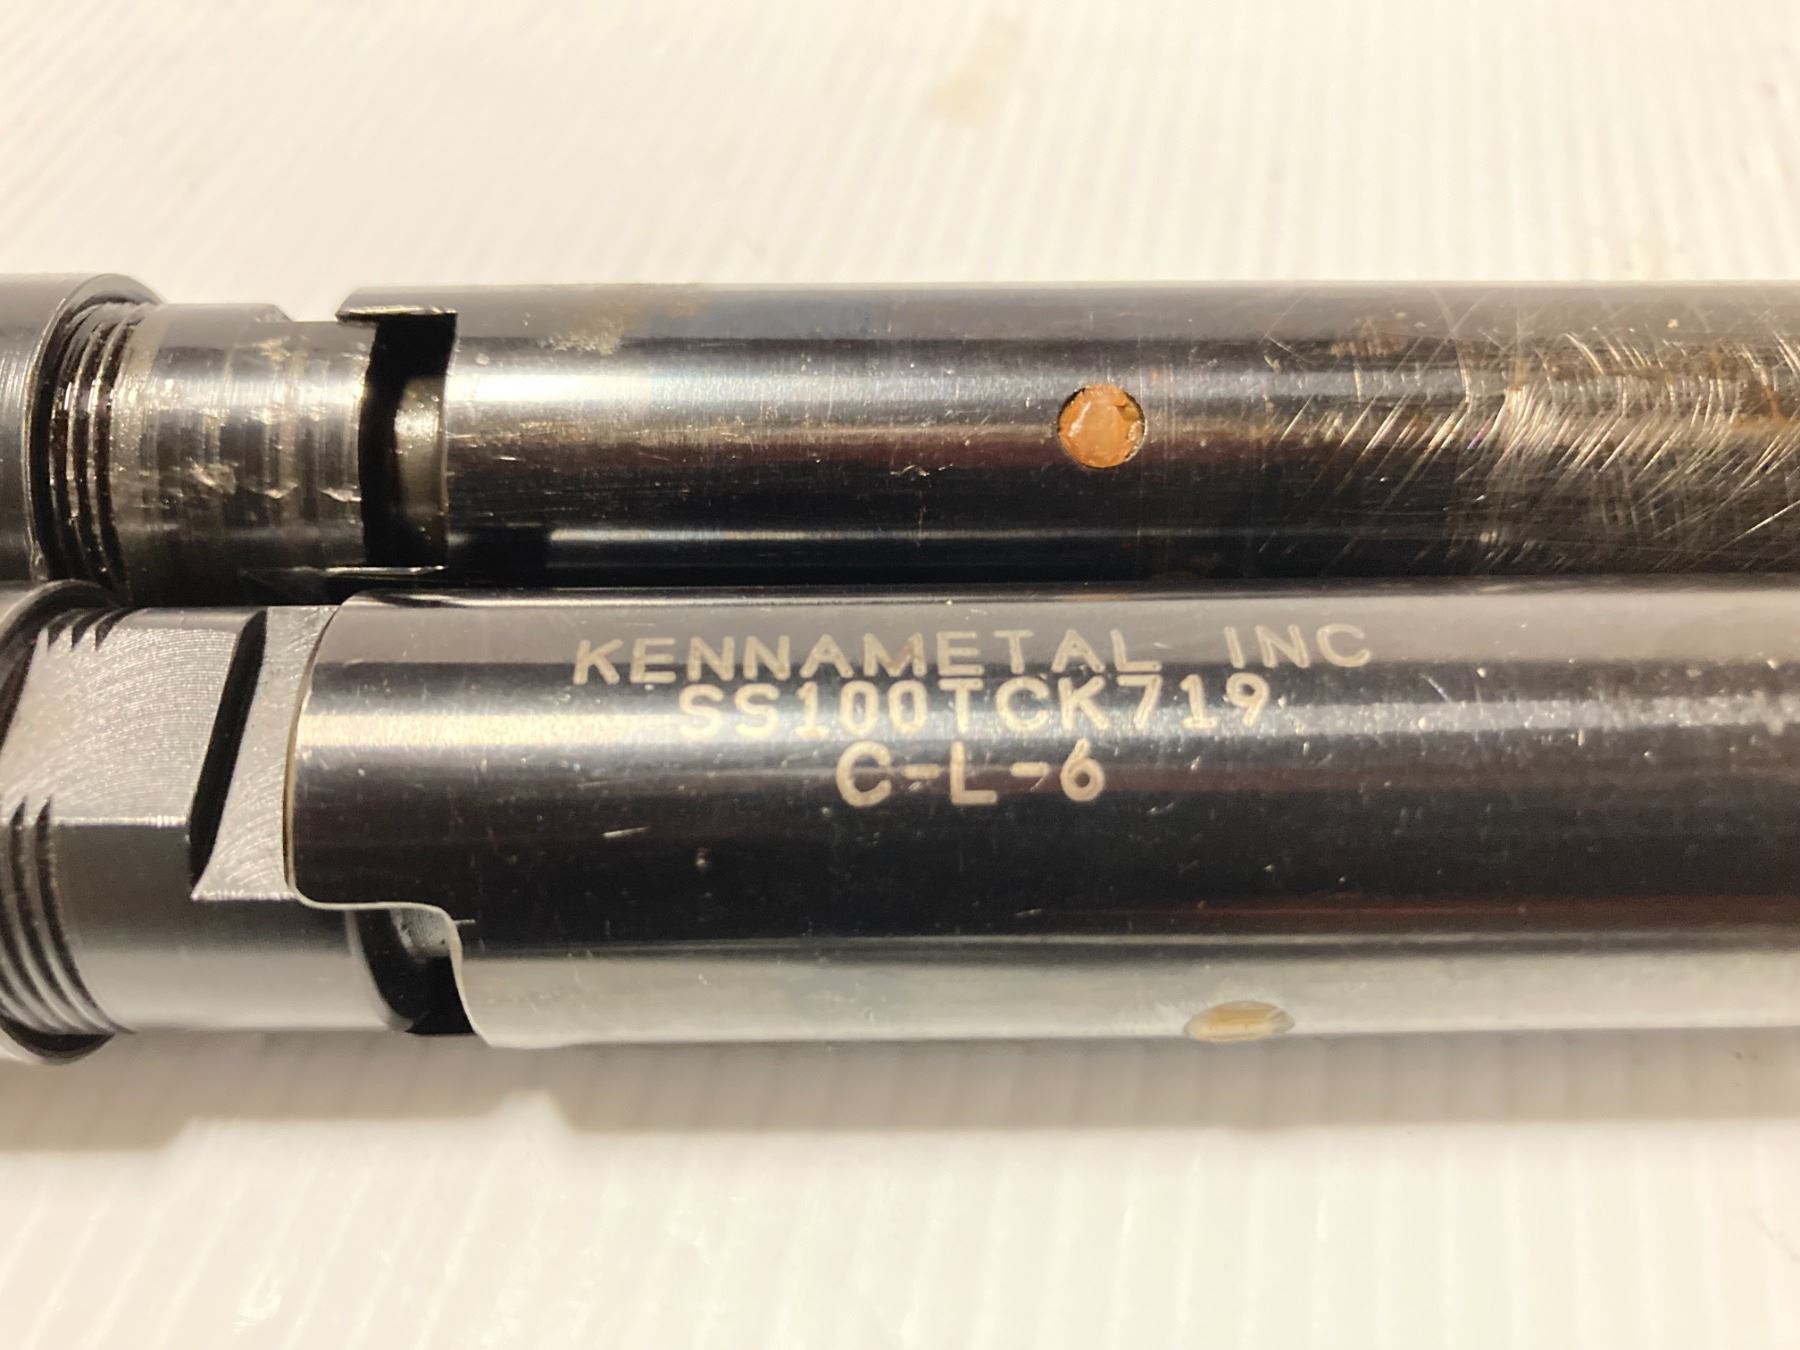 KENNAMETAL INC
SS100TCK719
C-L-6